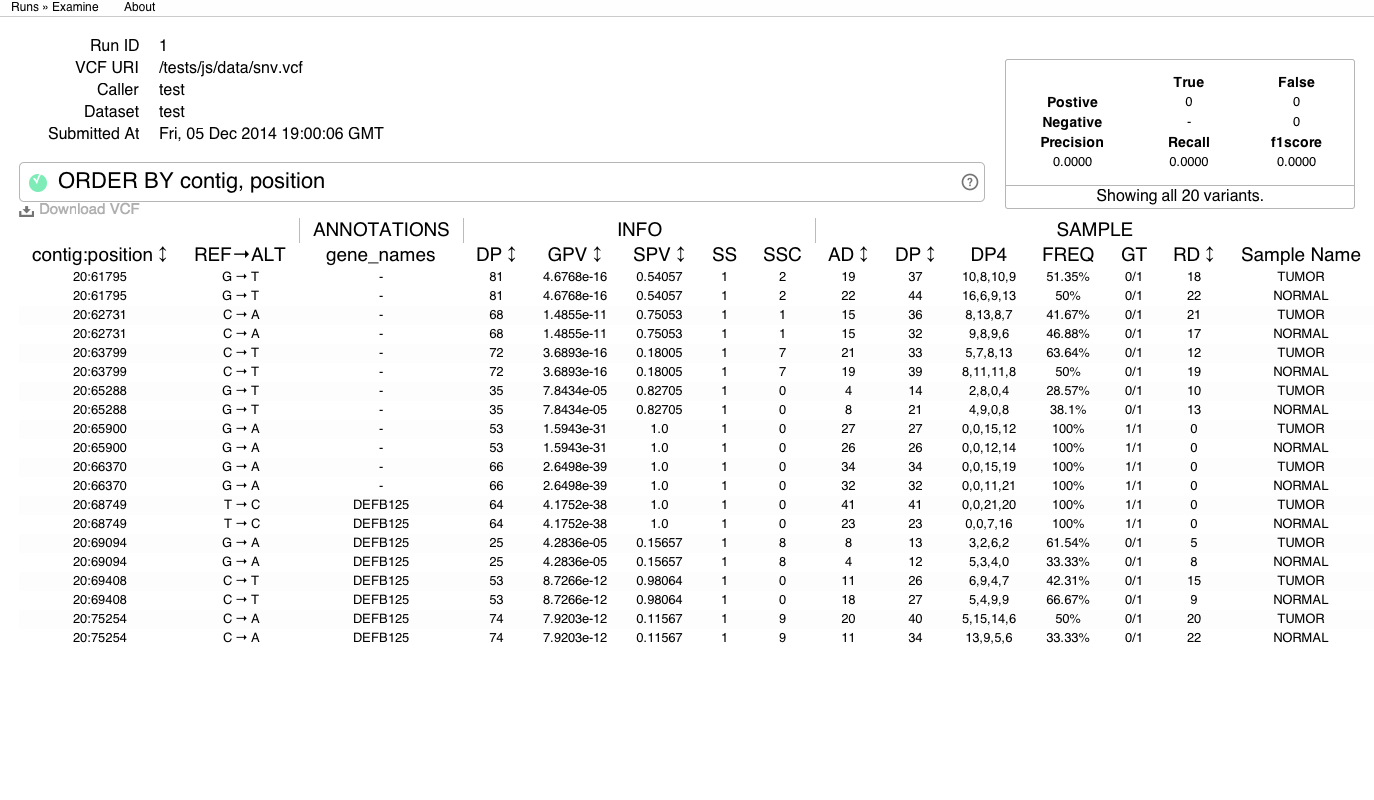 Runs » Examine About
Run ID 1
VCF URI /tests/js/data/snv.vcf
Caller test
Dataset test
Submitted At Fri, 05 Dec 2014 19:00:06 GMT
True False
Postive 0 0
Negative - 0
Precision Recall f1score
0.0000 0.0000 0.0000
Showing all 20 variants.
ORDER BY contig, position ?
Download VCF
ANNOTATIONS INFO SAMPLE
contig:position ↕ REF→ALT gene_names DP ↕ GPV ↕ SPV ↕ SS SSC AD ↕ DP ↕ DP4 FREQ GT RD ↕ Sample Name
20:61795 G → T - 81 4.6768e-16 0.54057 1 2 19 37 10,8,10,9 51.35% 0/1 18 TUMOR
20:61795 G → T - 81 4.6768e-16 0.54057 1 2 22 44 16,6,9,13 50% 0/1 22 NORMAL
20:62731 C → A - 68 1.4855e-11 0.75053 1 1 15 36 8,13,8,7 41.67% 0/1 21 TUMOR
20:62731 C → A - 68 1.4855e-11 0.75053 1 1 15 32 9,8,9,6 46.88% 0/1 17 NORMAL
20:63799 C → T - 72 3.6893e-16 0.18005 1 7 21 33 5,7,8,13 63.64% 0/1 12 TUMOR
20:63799 C → T - 72 3.6893e-16 0.18005 1 7 19 39 8,11,11,8 50% 0/1 19 NORMAL
20:65288 G → T - 35 7.8434e-05 0.82705 1 0 4 14 2,8,0,4 28.57% 0/1 10 TUMOR
20:65288 G → T - 35 7.8434e-05 0.82705 1 0 8 21 4,9,0,8 38.1% 0/1 13 NORMAL
20:65900 G → A - 53 1.5943e-31 1.0 1 0 27 27 0,0,15,12 100% 1/1 0 TUMOR
20:65900 G → A - 53 1.5943e-31 1.0 1 0 26 26 0,0,12,14 100% 1/1 0 NORMAL
20:66370 G → A - 66 2.6498e-39 1.0 1 0 34 34 0,0,15,19 100% 1/1 0 TUMOR
20:66370 G → A - 66 2.6498e-39 1.0 1 0 32 32 0,0,11,21 100% 1/1 0 NORMAL
20:68749 T → C DEFB125 64 4.1752e-38 1.0 1 0 41 41 0,0,21,20 100% 1/1 0 TUMOR
20:68749 T → C DEFB125 64 4.1752e-38 1.0 1 0 23 23 0,0,7,16 100% 1/1 0 NORMAL
20:69094 G → A DEFB125 25 4.2836e-05 0.15657 1 8 8 13 3,2,6,2 61.54% 0/1 5 TUMOR
20:69094 G → A DEFB125 25 4.2836e-05 0.15657 1 8 4 12 5,3,4,0 33.33% 0/1 8 NORMAL
20:69408 C → T DEFB125 53 8.7266e-12 0.98064 1 0 11 26 6,9,4,7 42.31% 0/1 15 TUMOR
20:69408 C → T DEFB125 53 8.7266e-12 0.98064 1 0 18 27 5,4,9,9 66.67% 0/1 9 NORMAL
20:75254 C → A DEFB125 74 7.9203e-12 0.11567 1 9 20 40 5,15,14,6 50% 0/1 20 TUMOR
20:75254 C → A DEFB125 74 7.9203e-12 0.11567 1 9 11 34 13,9,5,6 33.33% 0/1 22 NORMAL